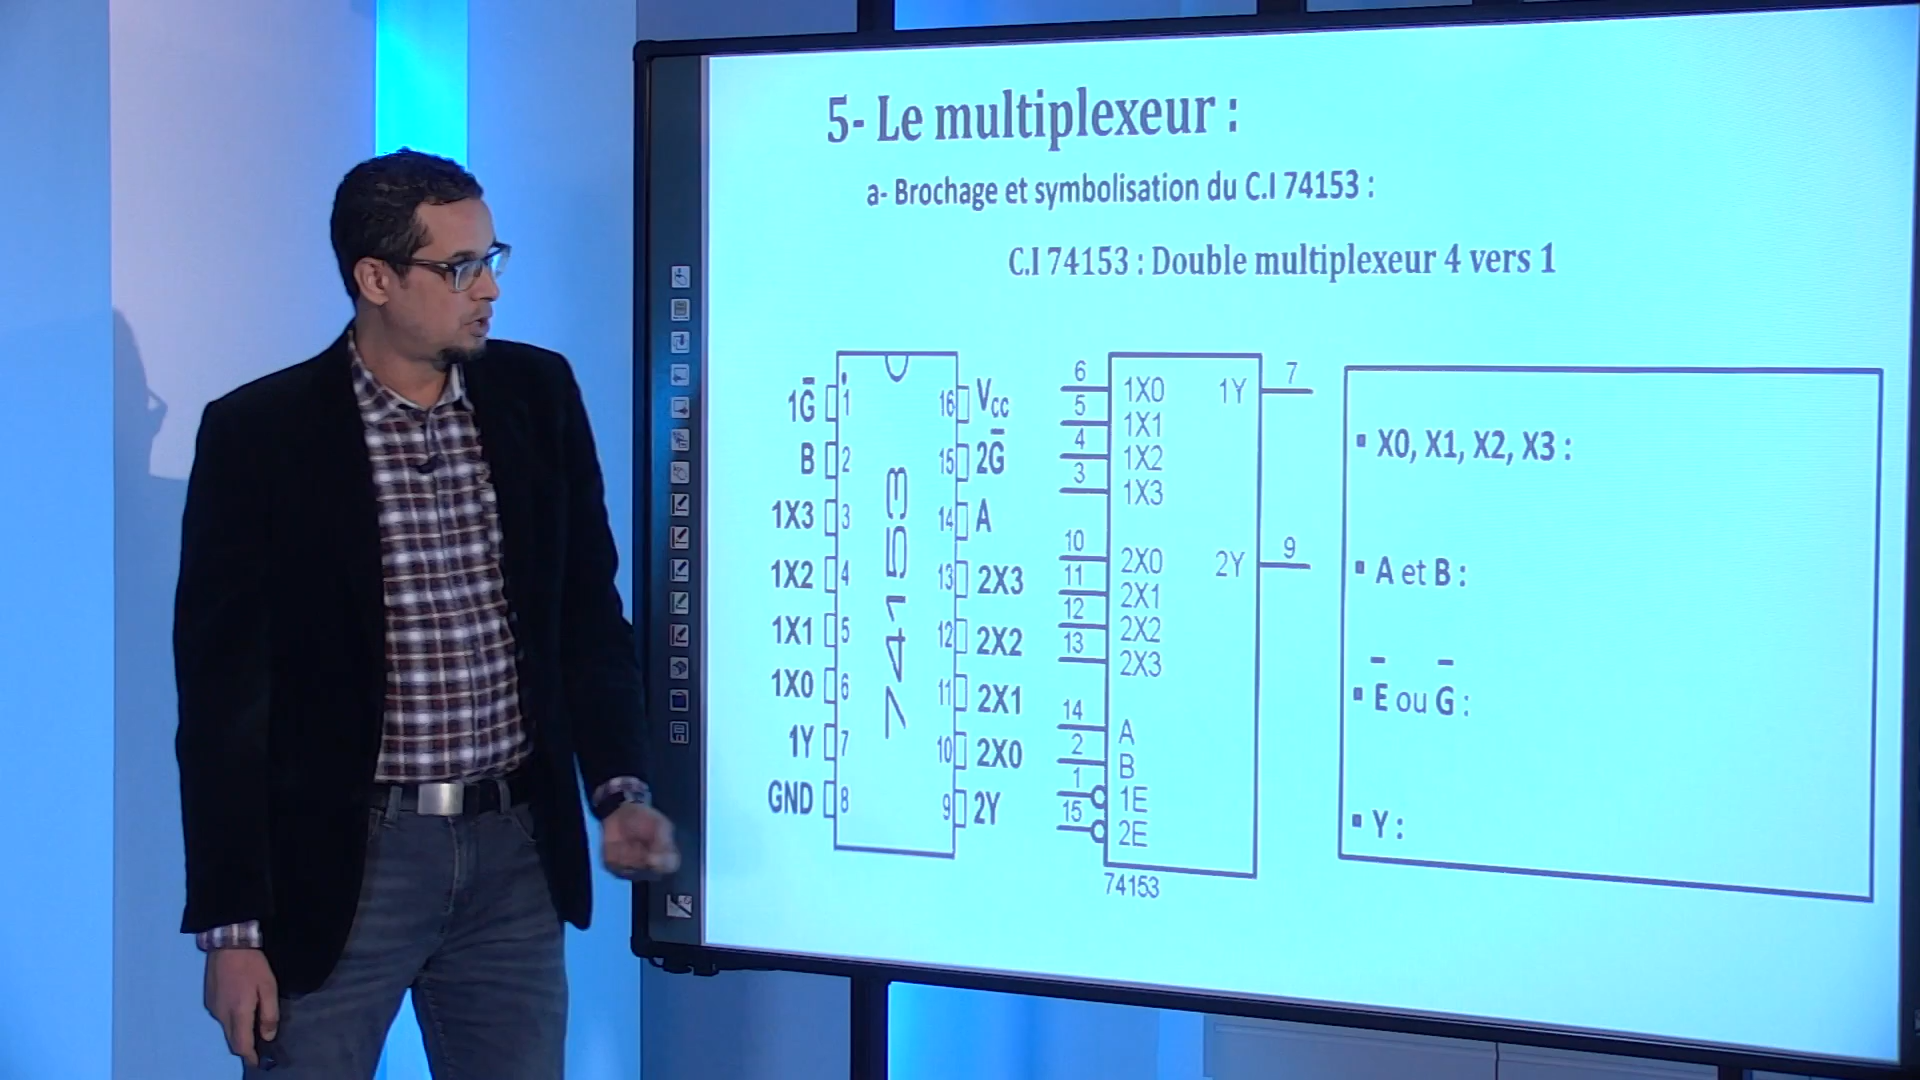 5- Le multiplexeur :
a- Brochage et symbolisation du C.I 74153 :
C.I 74153 : Double multiplexeur 4 vers 1
1G̅ 1
B 2
1X3 3
1X2 4
1X1 5
1X0 6
1Y 7
GND 8
74153
16 Vcc
15 2G̅
14 A
13 2X3
12 2X2
11 2X1
10 2X0
9 2Y
6 1X0
5 1X1
4 1X2
3 1X3
10 2X0
11 2X1
12 2X2
13 2X3
14 A
2 B
1 1E
15 2E
1Y 7
2Y 9
74153
▪ X0, X1, X2, X3 :
▪ A et B :
▪ E̅ ou G̅ :
▪ Y :